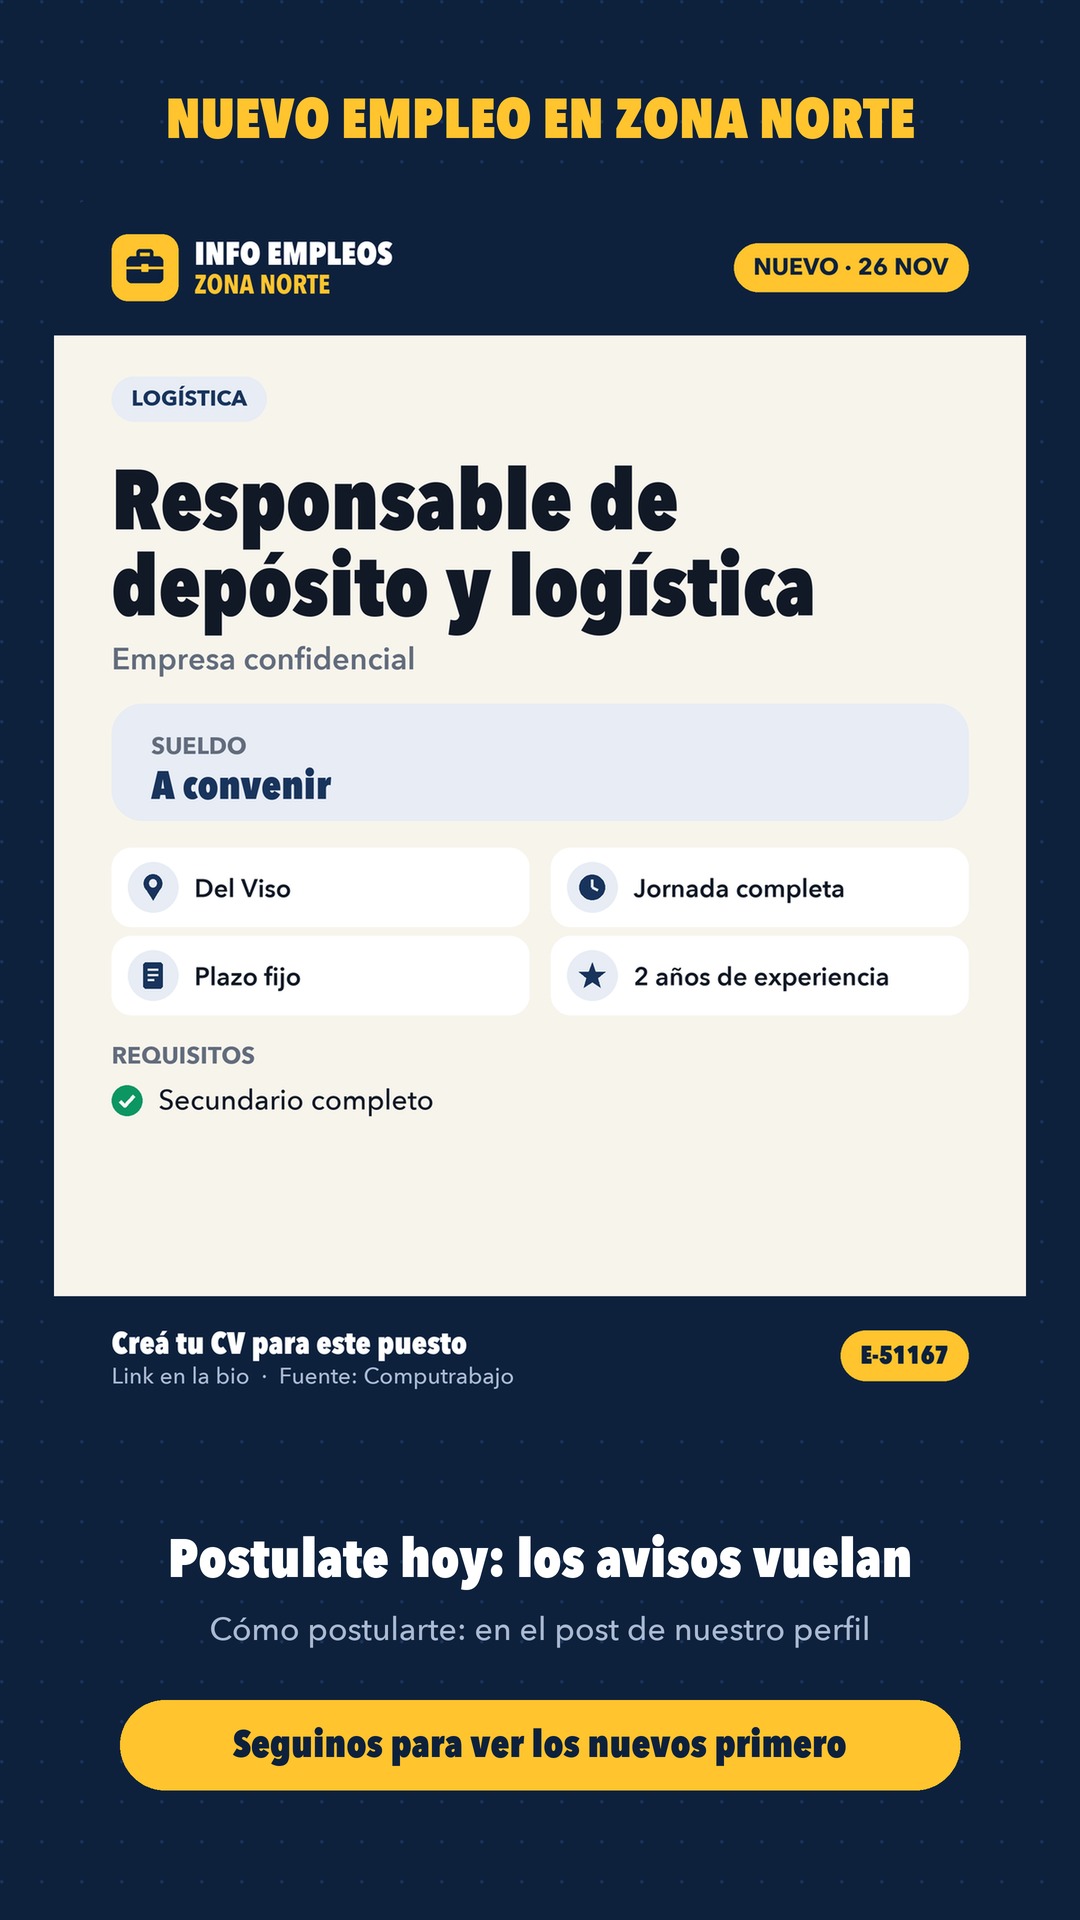 NUEVO EMPLEO EN ZONA NORTE
INFO EMPLEOS
ZONA NORTE
NUEVO · 26 NOV
LOGÍSTICA
Responsable de
depósito y logística
Empresa confidencial
SUELDO
A convenir
Del Viso
Jornada completa
Plazo fijo
2 años de experiencia
REQUISITOS
Secundario completo
Creá tu CV para este puesto
Link en la bio · Fuente: Computrabajo
E-51167
Postulate hoy: los avisos vuelan
Cómo postularte: en el post de nuestro perfil
Seguinos para ver los nuevos primero